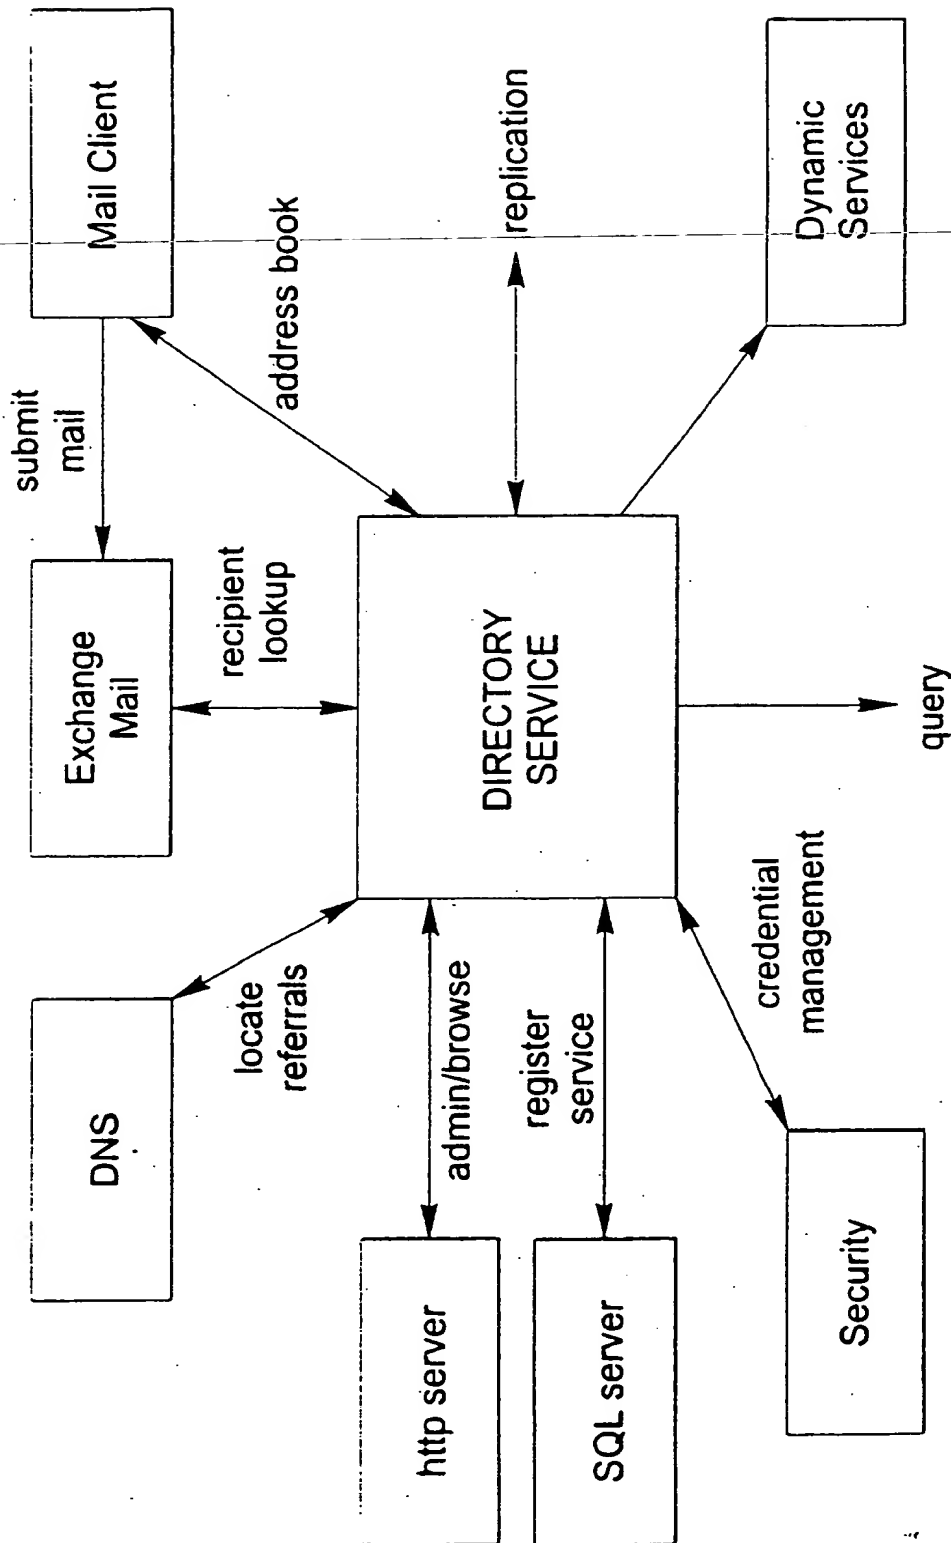 DNS
Exchange
Mail
Mail Client
submit
mail
locate
referrals
recipient
lookup
address book
http server
admin/browse
DIRECTORY
SERVICE
replication
SQL server
register
service
Security
credential
management
query
Dynamic
Services